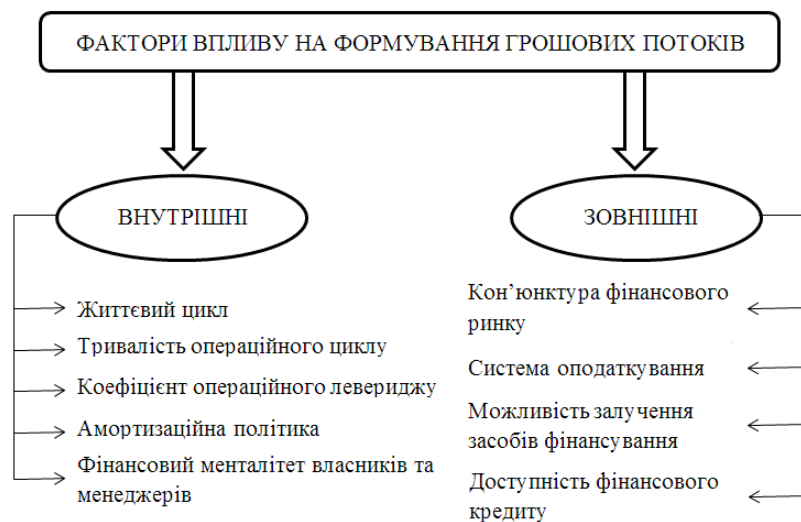 ФАКТОРИ ВПЛИВУ НА ФОРМУВАННЯ ГРОШОВИХ ПОТОКІВ
ВНУТРІШНІ
Життєвий цикл
Тривалість операційного циклу
Коефіцієнт операційного левериджу
Амортизаційна політика
Фінансовий менталітет власників та
менеджерів
ЗОВНІШНІ
Кон’юнктура фінансового
ринку
Система оподаткування
Можливість залучення
засобів фінансування
Доступність фінансового
кредиту